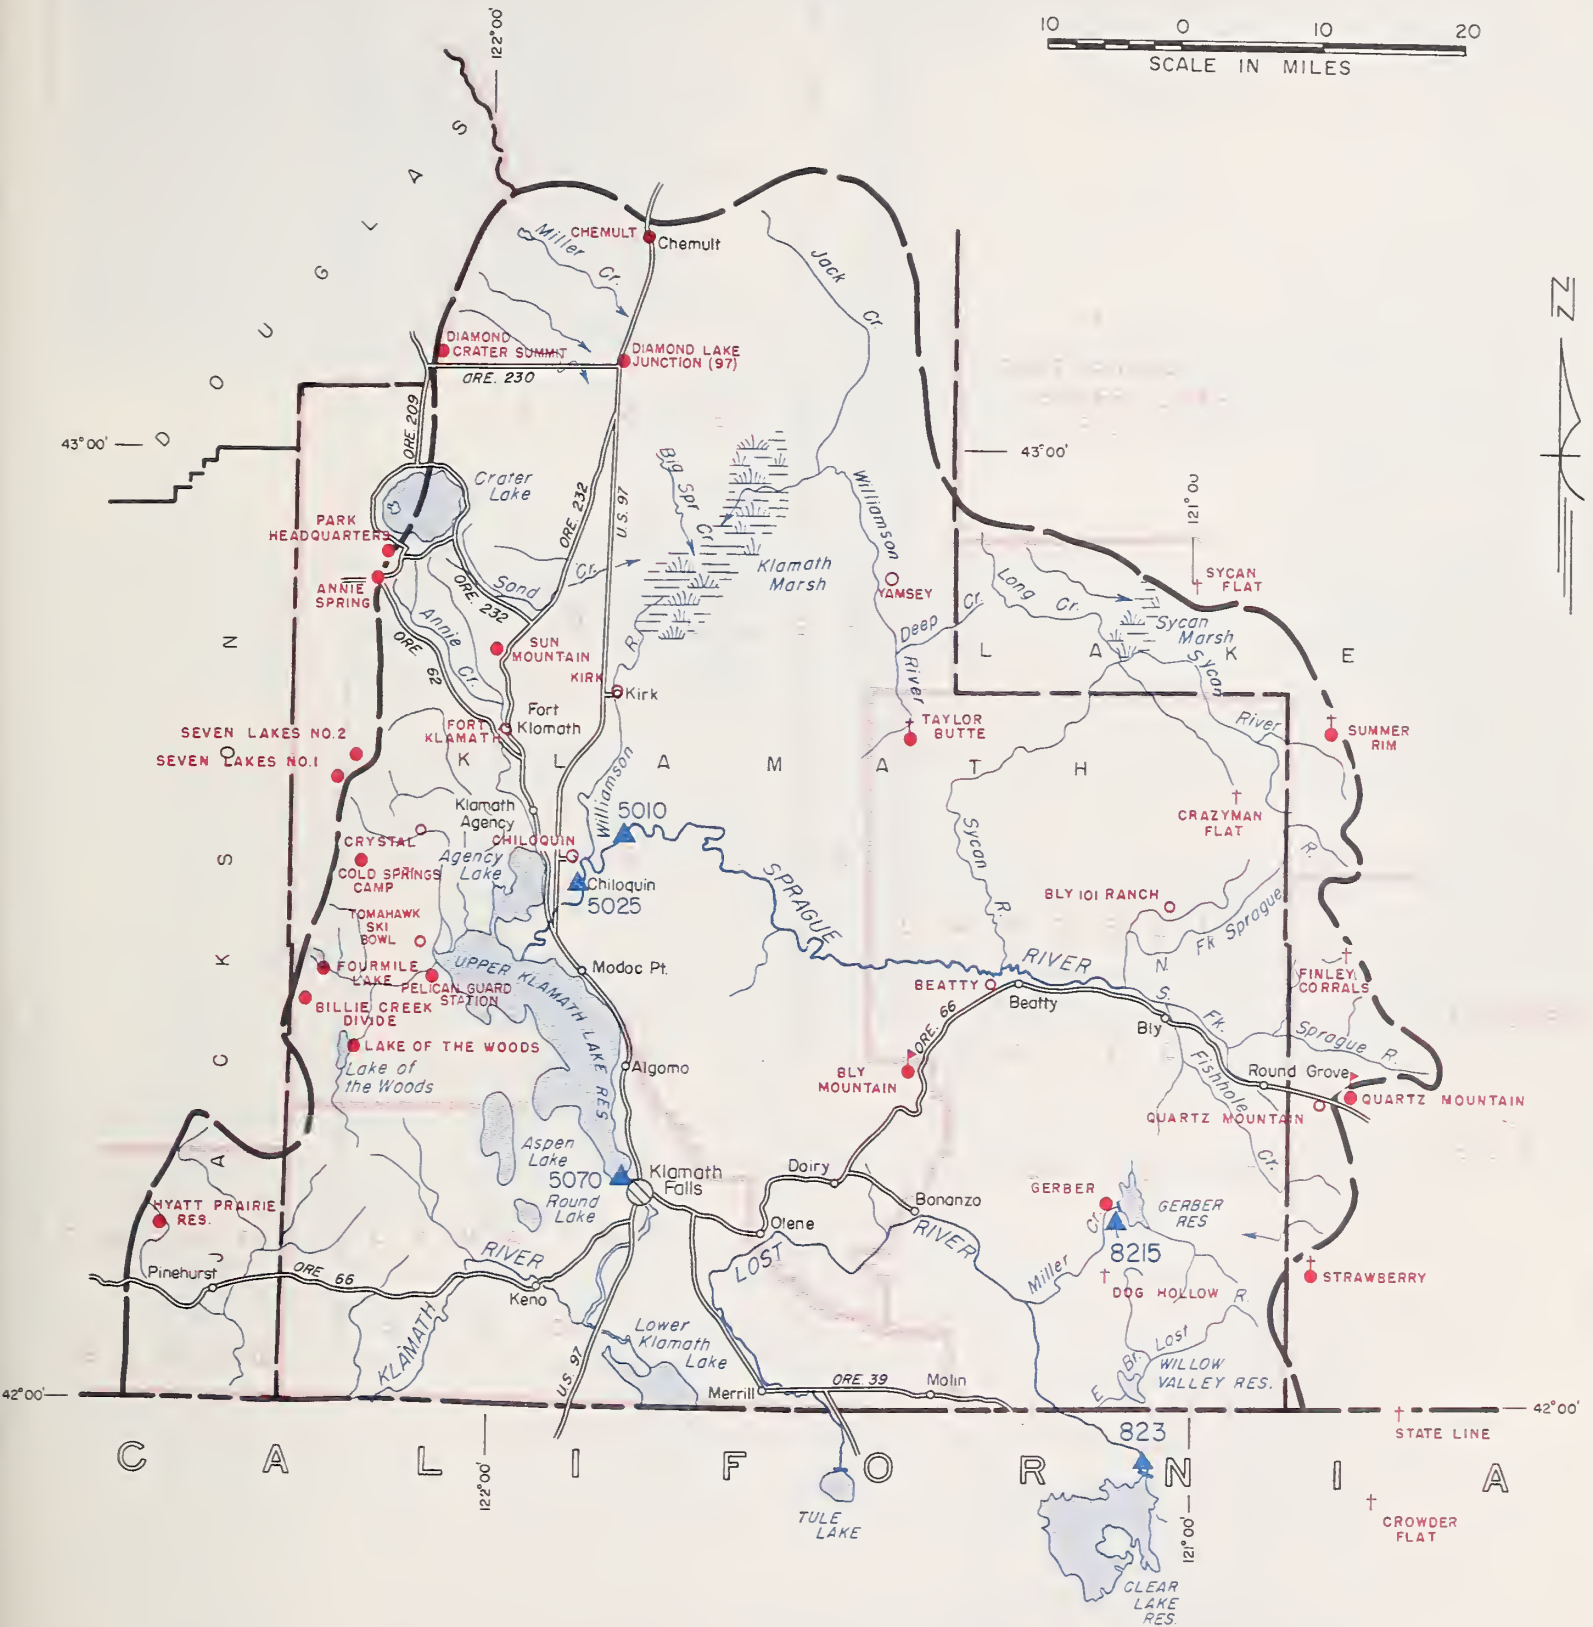 10 0 10 20
SCALE IN MILES
122°00'
DOUGLAS
CHEMULT
Chemult
Miller Cr.
Jack Cr.
DIAMOND
CRATER SUMMIT
DIAMOND LAKE
JUNCTION (97)
ORE. 230
ORE. 209
43°00'
43°00'
N
Crater
Lake
Big Spr Cr.
Williamson
River
121°00'
PARK
HEADQUARTERS
ORE. 232
U.S. 97
Klamath
Marsh
ANNIE
SPRING
Sand Cr.
ORE. 232
YAMSEY
Long Cr.
SYCAN
FLAT
Annie Cr.
ORE 62
Deep Cr.
Sycan
Marsh
SUN
MOUNTAIN
R.
LAKE
JACKSON
KIRK
Kirk
Sycan
River
Fort
Klamath
FORT
KLAMATH
TAYLOR
BUTTE
SUMMER
RIM
SEVEN LAKES NO.2
SEVEN LAKES NO.1
KLAMATH
Williamson
Klamath
Agency
5010
CRAZYMAN
FLAT
CRYSTAL
CHILOQUIN
Agency
Lake
Sycan R.
R.
COLD SPRINGS
CAMP
Chiloquin
5025
SPRAGUE
RIVER
BLY 101 RANCH
TOMAHAWK
SKI
BOWL
N. Fk Sprague
FOURMILE
LAKE
UPPER KLAMATH LAKE RES
Modoc Pt.
FINLEY
CORRALS
PELICAN GUARD
STATION
BEATTY
Beatty
BILLIE CREEK
DIVIDE
S. Fk. Sprague R.
Bly
ORE. 66
LAKE OF THE WOODS
Lake of
the Woods
Algomo
BLY
MOUNTAIN
Fishhole Cr.
Round Grove
QUARTZ MOUNTAIN
QUARTZ MOUNTAIN
Aspen
Lake
5070
Klamath
Falls
Dairy
Round
Lake
Bonanzo
GERBER
GERBER
RES
HYATT PRAIRIE
RES.
Olene
LOST
RIVER
Miller
Cr.
8215
RIVER
Pinehurst
ORE 66
Keno
DOG HOLLOW
STRAWBERRY
KLAMATH
Lower
Klamath
Lake
E. Br. Lost R.
WILLOW
VALLEY RES.
42°00'
U.S. 97
Merrill
ORE. 39
Malin
42°00'
823
STATE LINE
CALIFORNIA
122°00'
TULE
LAKE
121°00'
CROWDER
FLAT
CLEAR
LAKE
RES.